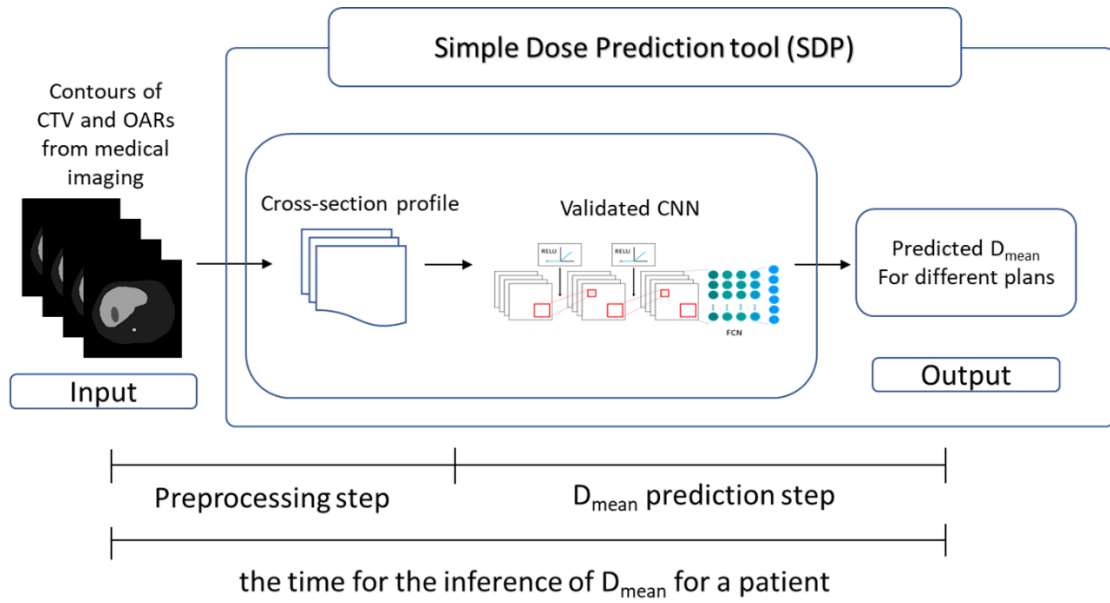 Simple Dose Prediction tool (SDP)
Contours of
CTV and OARs
from medical
imaging
Cross-section profile
Validated CNN
RELU
RELU
FCN
Predicted Dmean
For different plans
Input
Output
Preprocessing step
Dmean prediction step
the time for the inference of Dmean for a patient